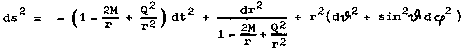 ds² = - (1 - 2M/r + Q²/r²) dt² + dr²/(1 - 2M/r + Q²/r²) + r²(dϑ² + sin²ϑ dφ²)